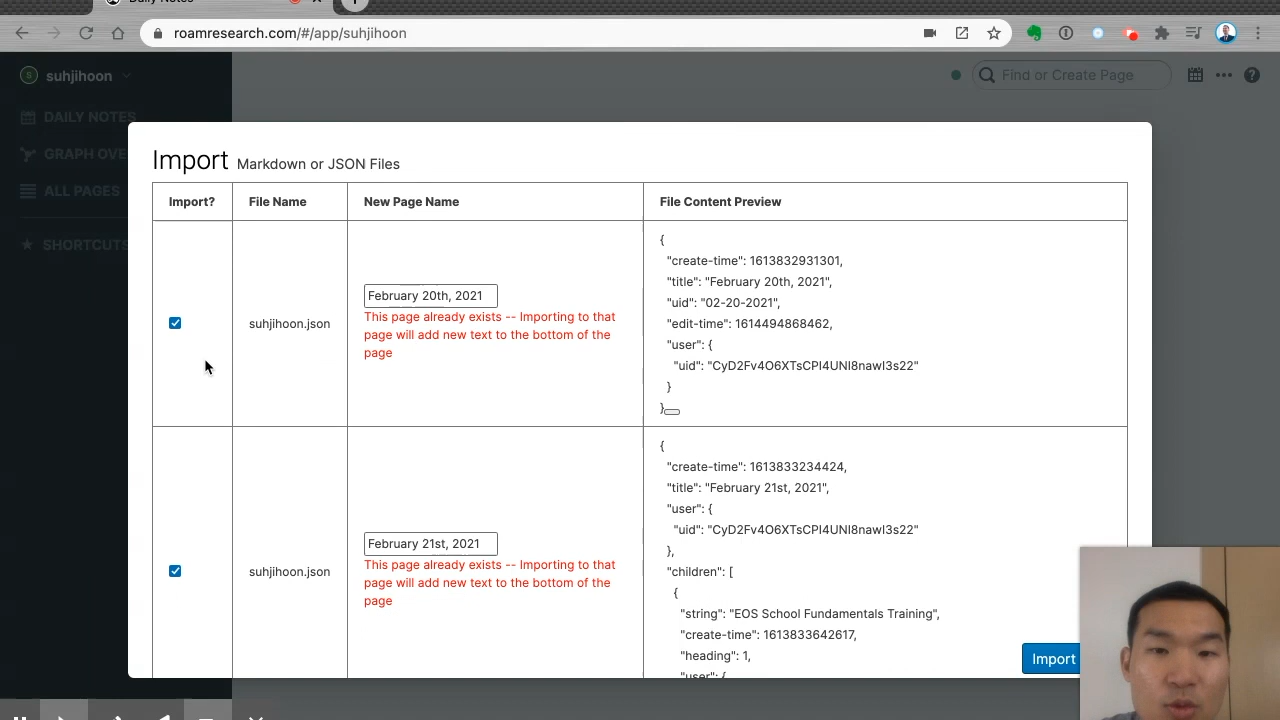 Daily Notes
roamresearch.com/#/app/suhjihoon
S suhjihoon
Find or Create Page
DAILY NOTES
GRAPH OVE
ALL PAGES
SHORTCUTS
Import Markdown or JSON Files
Import?
File Name
New Page Name
File Content Preview
suhjihoon.json
February 20th, 2021
This page already exists -- Importing to that
page will add new text to the bottom of the
page
{
"create-time": 1613832931301,
"title": "February 20th, 2021",
"uid": "02-20-2021",
"edit-time": 1614494868462,
"user": {
"uid": "CyD2Fv4O6XTsCPI4UNI8nawI3s22"
}
}
suhjihoon.json
February 21st, 2021
This page already exists -- Importing to that
page will add new text to the bottom of the
page
{
"create-time": 1613833234424,
"title": "February 21st, 2021",
"user": {
"uid": "CyD2Fv4O6XTsCPI4UNI8nawI3s22"
},
"children": [
{
"string": "EOS School Fundamentals Training",
"create-time": 1613833642617,
"heading": 1,
"user": {
Import